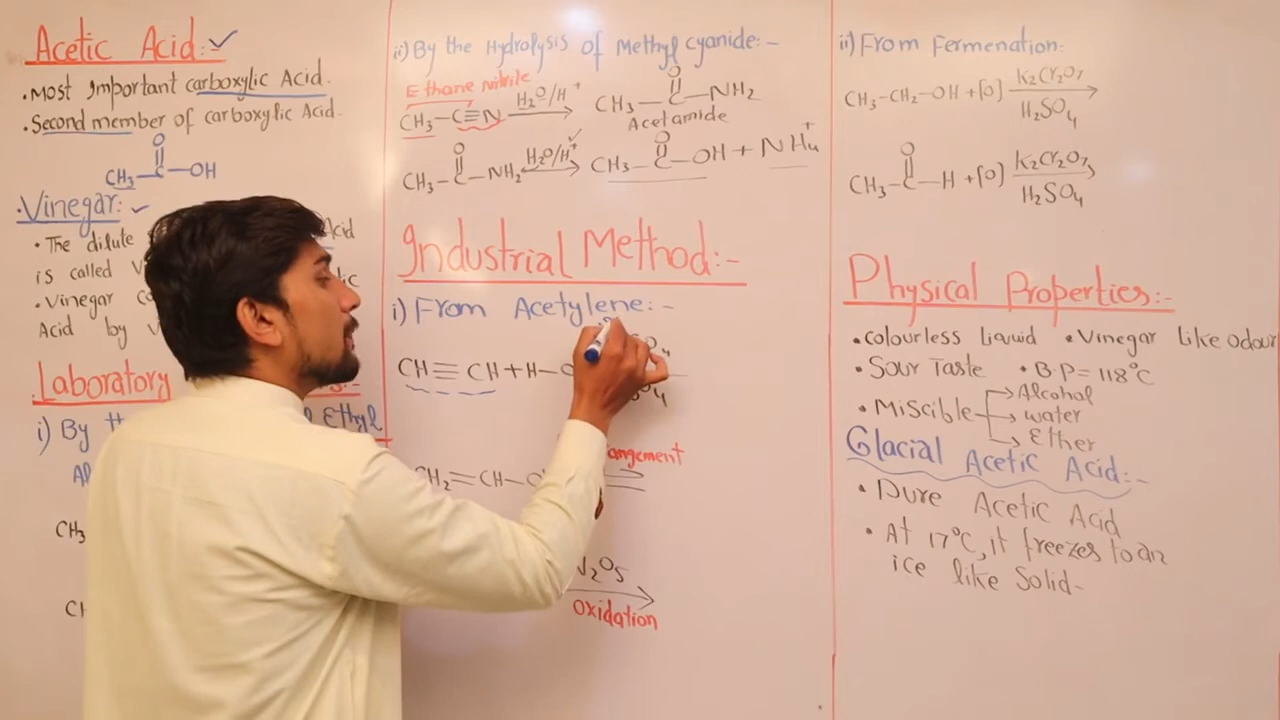 Acetic Acid:-
• Most Important carboxylic Acid.
• Second member of carboxylic Acid.
O
CH3-C-OH
Vinegar:-
• The dilute Acid
is called
• Vinegar
Acid by
Laboratory
i) By Ethyl
CH3
ii) By the Hydrolysis of Methyl cyanide:-
Ethane nitrile
CH3-C≡N H2O/H+ CH3-C-NH2
O
Acetamide
O O
CH3-C-NH2 H2O/H+ CH3-C-OH + NH4+
Industrial Method:-
i) From Acetylene:-
CH≡CH+H-O
CH2=CH-O
V2O5
oxidation
ii) From Fermenation:
CH3-CH2-OH+[O] K2Cr2O7
H2SO4
O
CH3-C-H+[O] K2Cr2O7
H2SO4
Physical Properties:-
• Colourless liquid • Vinegar like odour
• Sour Taste • B.P=118°C
• Miscible → Alcohol
→ water
→ Ether
Glacial Acetic Acid:-
• Pure Acetic Acid
• At 17°C, it freezes to an
ice like Solid-